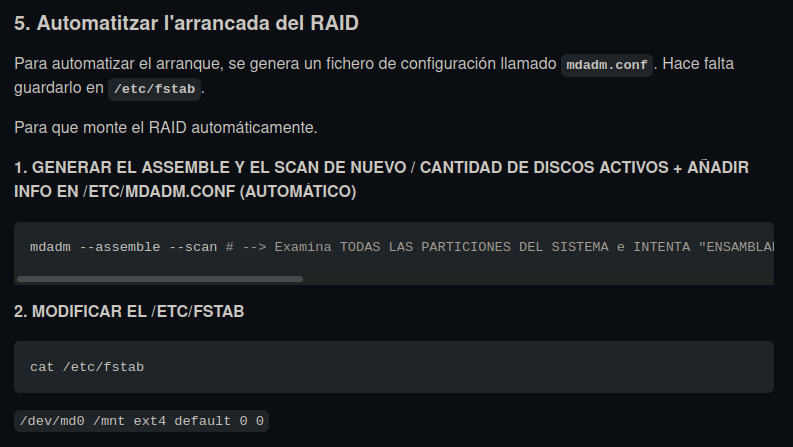 5. Automatitzar l'arrancada del RAID
Para automatizar el arranque, se genera un fichero de configuración llamado mdadm.conf. Hace falta
guardarlo en /etc/fstab.
Para que monte el RAID automáticamente.
1. GENERAR EL ASSEMBLE Y EL SCAN DE NUEVO / CANTIDAD DE DISCOS ACTIVOS + AÑADIR
INFO EN /ETC/MDADM.CONF (AUTOMÁTICO)
mdadm --assemble --scan # --> Examina TODAS LAS PARTICIONES DEL SISTEMA e INTENTA "ENSAMBLA
2. MODIFICAR EL /ETC/FSTAB
cat /etc/fstab
/dev/md0 /mnt ext4 default 0 0